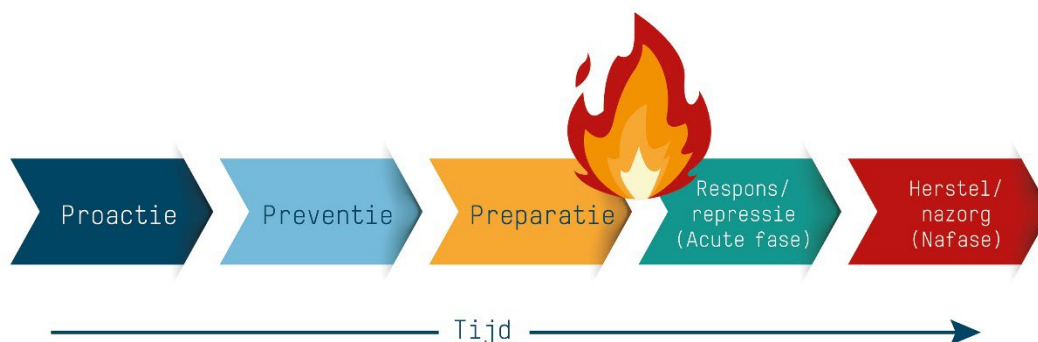 Proactie
Preventie
Preparatie
Respons/
repressie
(Acute fase)
Herstel/
nazorg
(Nafase)
Tijd